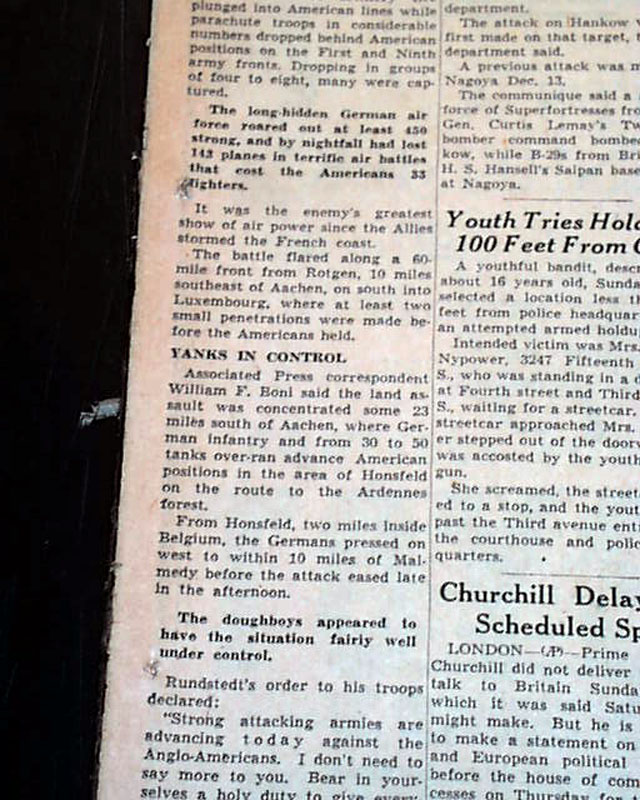 plunged into American lines while
parachute troops in considerable
numbers dropped behind American
positions on the First and Ninth
army fronts. Dropping in groups
of four to eight, many were cap-
tured.
The long-hidden German air
force roared out at least 450
strong, and by nightfall had lost
143 planes in terrific air battles
that cost the Americans 33
fighters.
It was the enemy's greatest
show of air power since the Allies
stormed the French coast.
The battle flared along a 60-
mile front from Rotgen, 10 miles
southeast of Aachen, on south into
Luxembourg, where at least two
small penetrations were made be-
fore the Americans held.
YANKS IN CONTROL
Associated Press correspondent
William F. Boni said the land as-
sault was concentrated some 23
miles south of Aachen, where Ger-
man infantry and from 30 to 50
tanks over-ran advance American
positions in the area of Honsfeld
on the route to the Ardennes
forest.
From Honsfeld, two miles inside
Belgium, the Germans pressed on
west to within 10 miles of Mal-
medy before the attack eased late
in the afternoon.
The doughboys appeared to
have the situation fairly well
under control.
Rundstedt's order to his troops
declared:
"Strong attacking armies are
advancing today against the
Anglo-Americans. I don't need to
say more to you. Bear in your-
selves a holy duty to give every
department.
The attack on Hankow
first made on that target, t
department said.
A previous attack was m
Nagoya Dec. 13.
The communique said a
force of Superfortresses fro
Gen. Curtis Lemay's Tw
bomber command bombe
kow, while B-29s from Bri
H. S. Hansell's Saipan base
at Nagoya.
Youth Tries Hold
100 Feet From
A youthful bandit, desc
about 16 years old, Sunda
selected a location less t
feet from police headquar
an attempted armed holdu
Intended victim was Mrs.
Nypower, 3247 Fifteenth
S., who was standing in a
at Fourth street and Third
S., waiting for a streetcar.
streetcar approached Mrs.
er stepped out of the doorw
was accosted by the youth
gun.
She screamed, the street
ed to a stop, and the yout
past the Third avenue ent
the courthouse and polic
quarters.
Churchill Delay
Scheduled Sp
LONDON—(AP)—Prime
Churchill did not deliver
talk to Britain Sunda
which it was said Satu
might make. But he is
to make a statement on
and European political
before the house of com
cesses on Thursday for